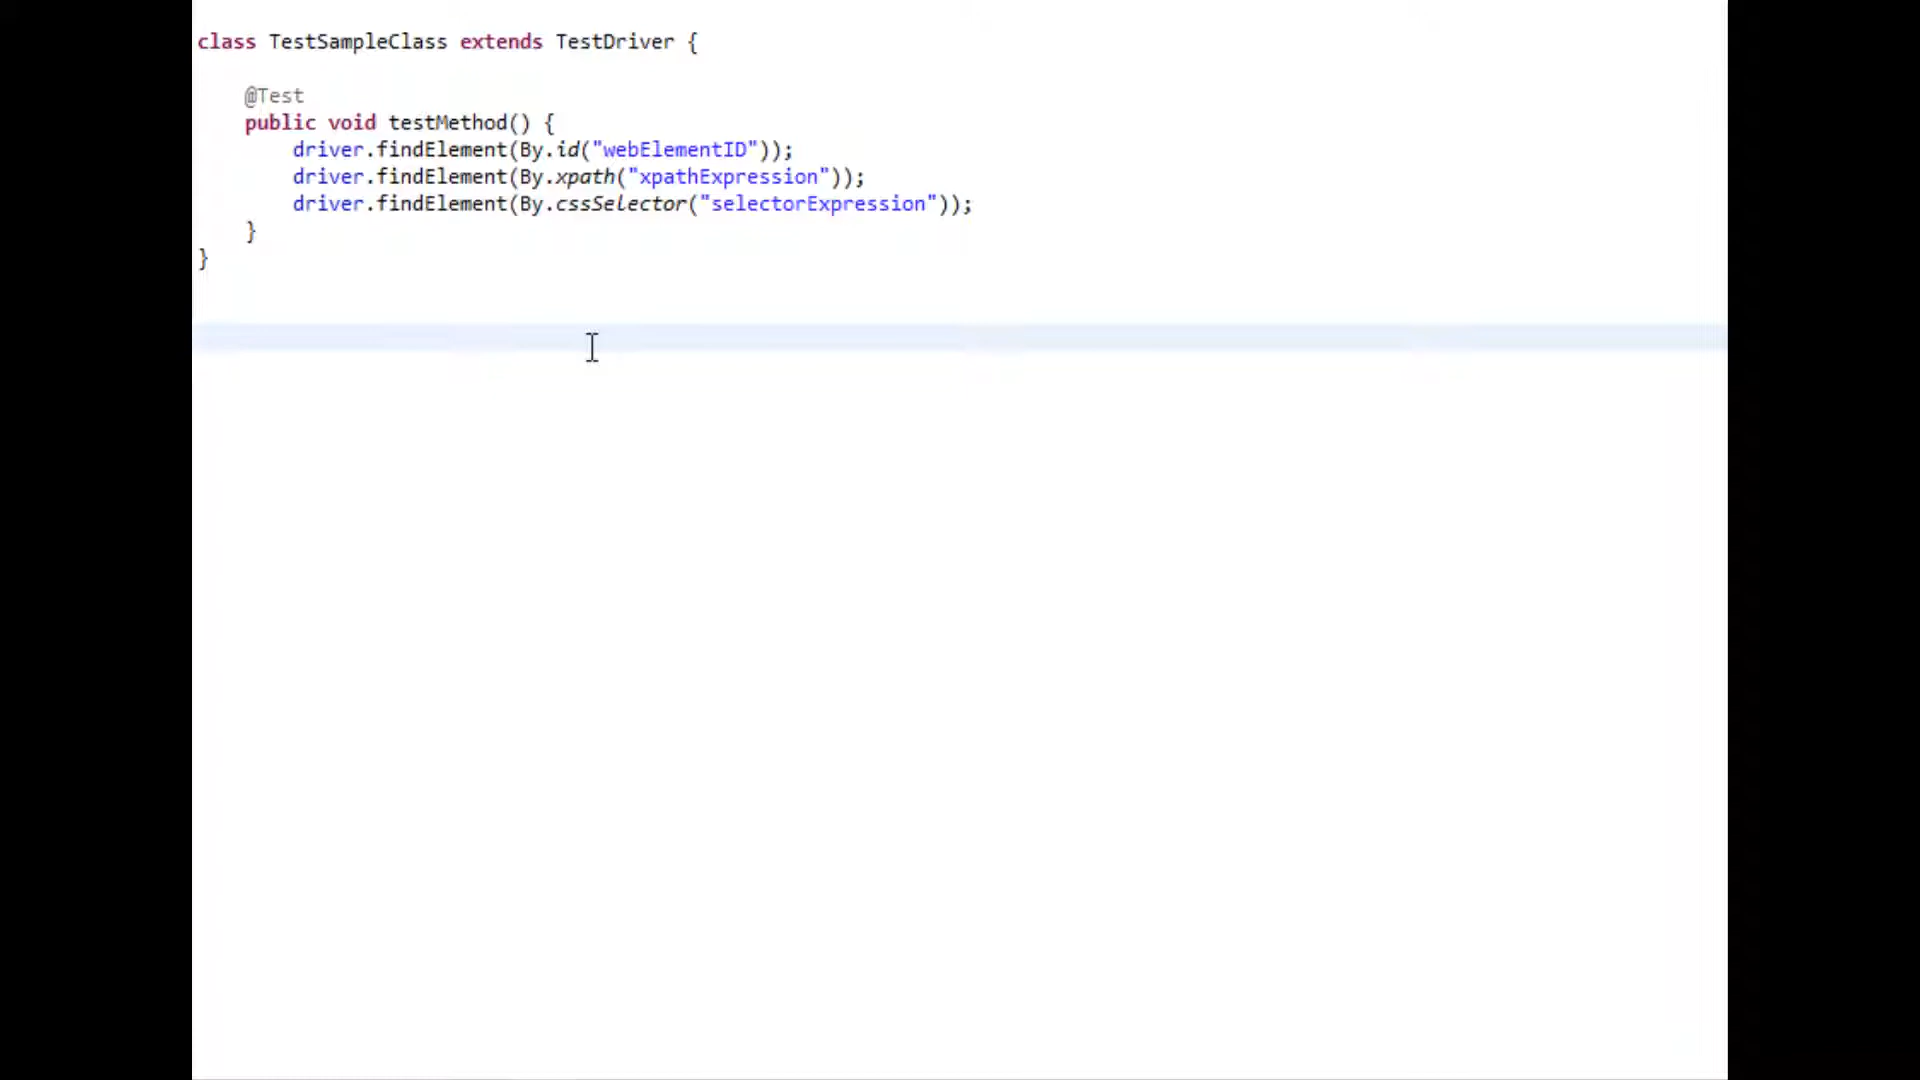 class TestSampleClass extends TestDriver {
@Test
public void testMethod() {
driver.findElement(By.id("webElementID"));
driver.findElement(By.xpath("xpathExpression"));
driver.findElement(By.cssSelector("selectorExpression"));
}
}